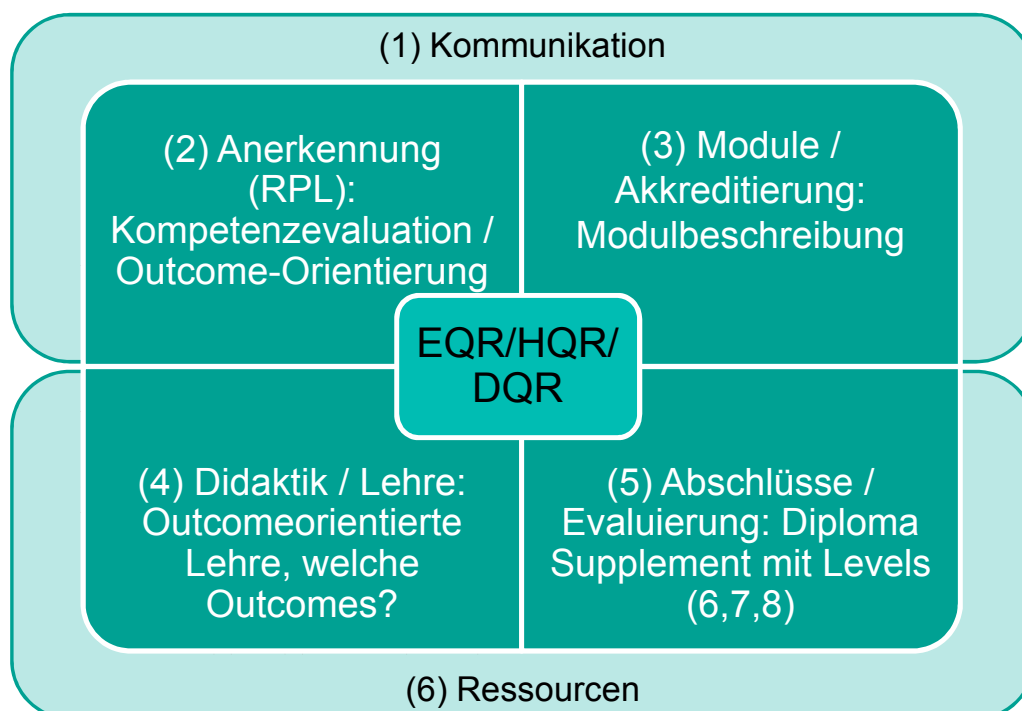 (1) Kommunikation
(2) Anerkennung
(RPL):
Kompetenzevaluation /
Outcome-Orientierung
(3) Module /
Akkreditierung:
Modulbeschreibung
EQR/HQR/
DQR
(4) Didaktik / Lehre:
Outcomeorientierte
Lehre, welche
Outcomes?
(5) Abschlüsse /
Evaluierung: Diploma
Supplement mit Levels
(6,7,8)
(6) Ressourcen